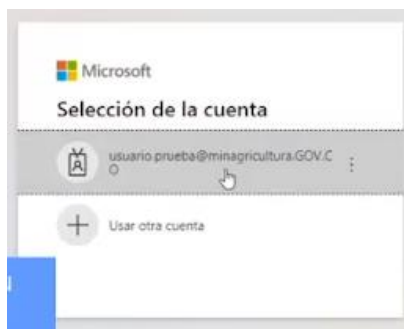 Microsoft
Selección de la cuenta
usuario.prueba@minagricultura.GOV.C
O
Usar otra cuenta